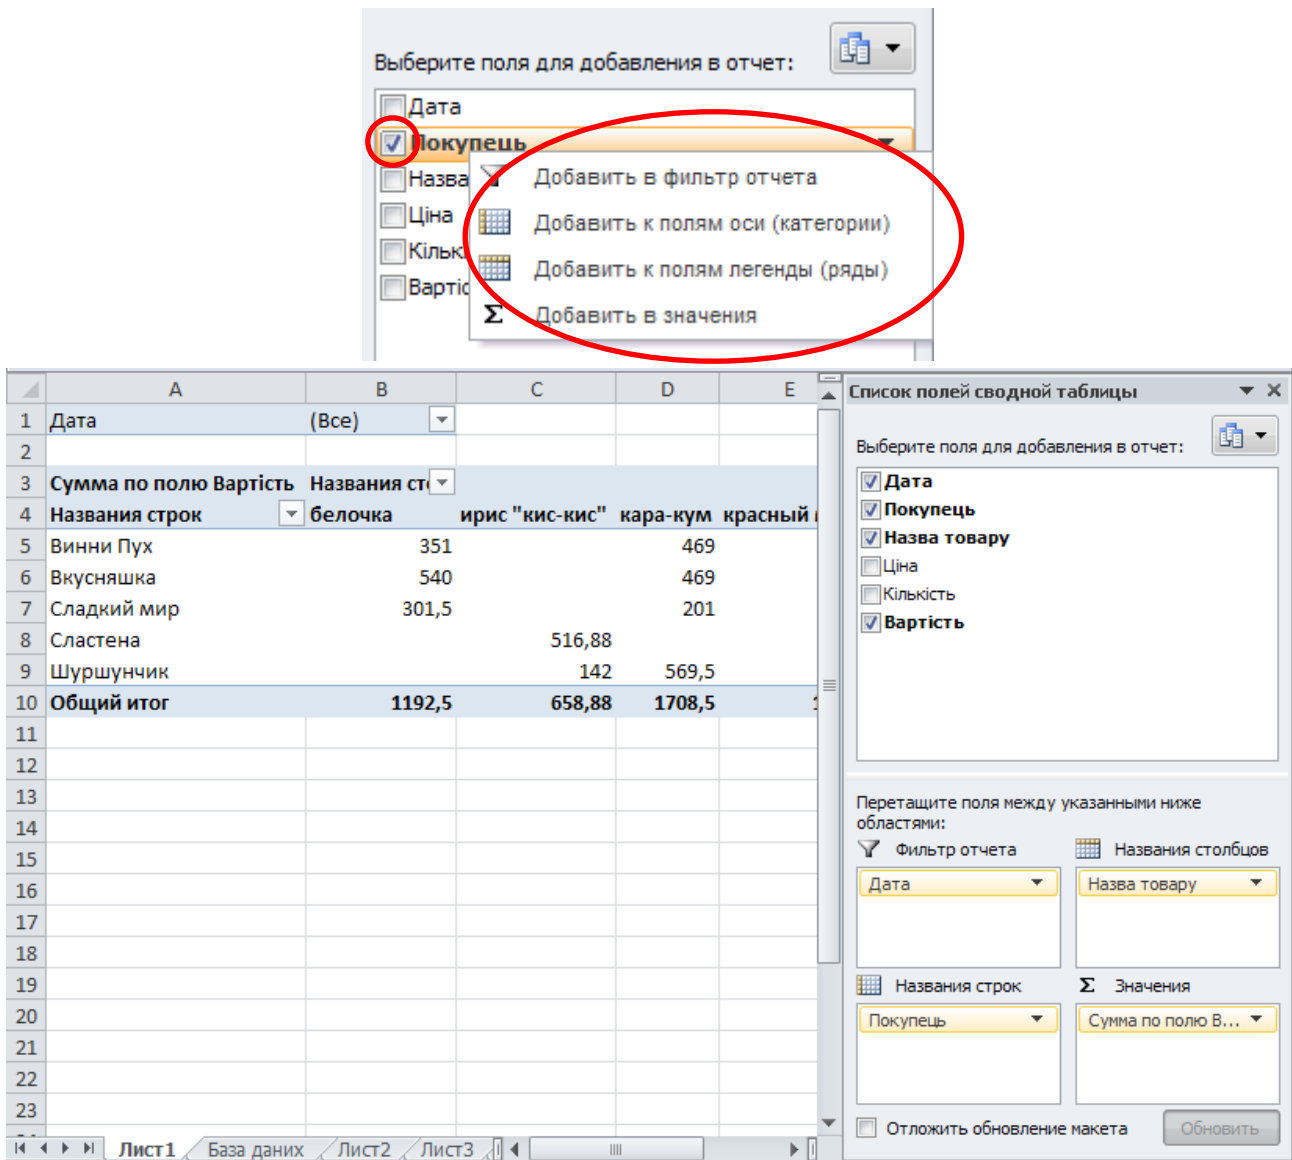 Выберите поля для добавления в отчет:
Дата
Покупець
Назва
Добавить в фильтр отчета
Ціна
Добавить к полям оси (категории)
Кільк
Добавить к полям легенды (ряды)
Вартіс
Σ Добавить в значения
A B C D E
1 Дата (Все)
2
3 Сумма по полю Вартість Названия ст
4 Названия строк белочка ирис "кис-кис" кара-кум красный
5 Винни Пух 351 469
6 Вкусняшка 540 469
7 Сладкий мир 301,5 201
8 Сластена 516,88
9 Шуршунчик 142 569,5
10 Общий итог 1192,5 658,88 1708,5
11
12
13
14
15
16
17
18
19
20
21
22
23
Лист1 База даних Лист2 Лист3
Список полей сводной таблицы
Выберите поля для добавления в отчет:
Дата
Покупець
Назва товару
Ціна
Кількість
Вартість
Перетащите поля между указанными ниже
областями:
Фильтр отчета Названия столбцов
Дата Назва товару
Названия строк Σ Значения
Покупець Сумма по полю В...
Отложить обновление макета Обновить